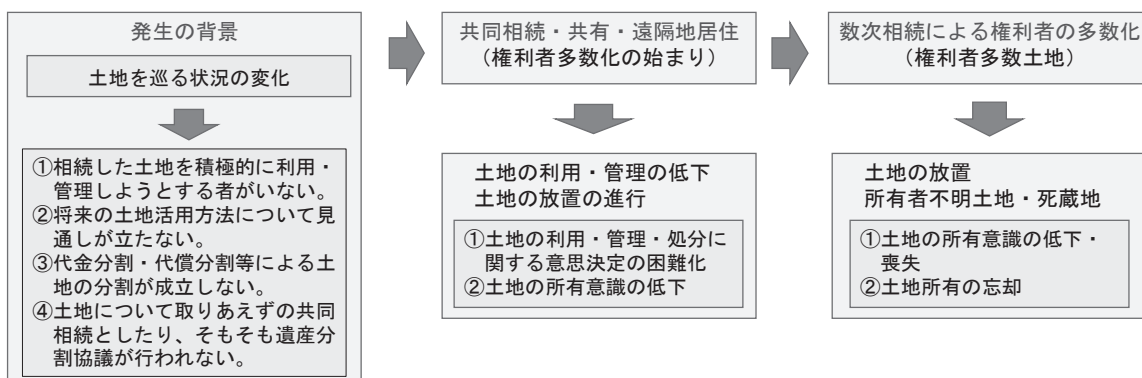 発生の背景
土地を巡る状況の変化
①相続した土地を積極的に利用・
管理しようとする者がいない。
②将来の土地活用方法について見
通しが立たない。
③代金分割・代償分割等による土
地の分割が成立しない。
④土地について取りあえずの共同
相続としたり、そもそも遺産分
割協議が行われない。
共同相続・共有・遠隔地居住
(権利者多数化の始まり)
土地の利用・管理の低下
土地の放置の進行
①土地の利用・管理・処分に
関する意思決定の困難化
②土地の所有意識の低下
数次相続による権利者の多数化
(権利者多数土地)
土地の放置
所有者不明土地・死蔵地
①土地の所有意識の低下・
喪失
②土地所有の忘却